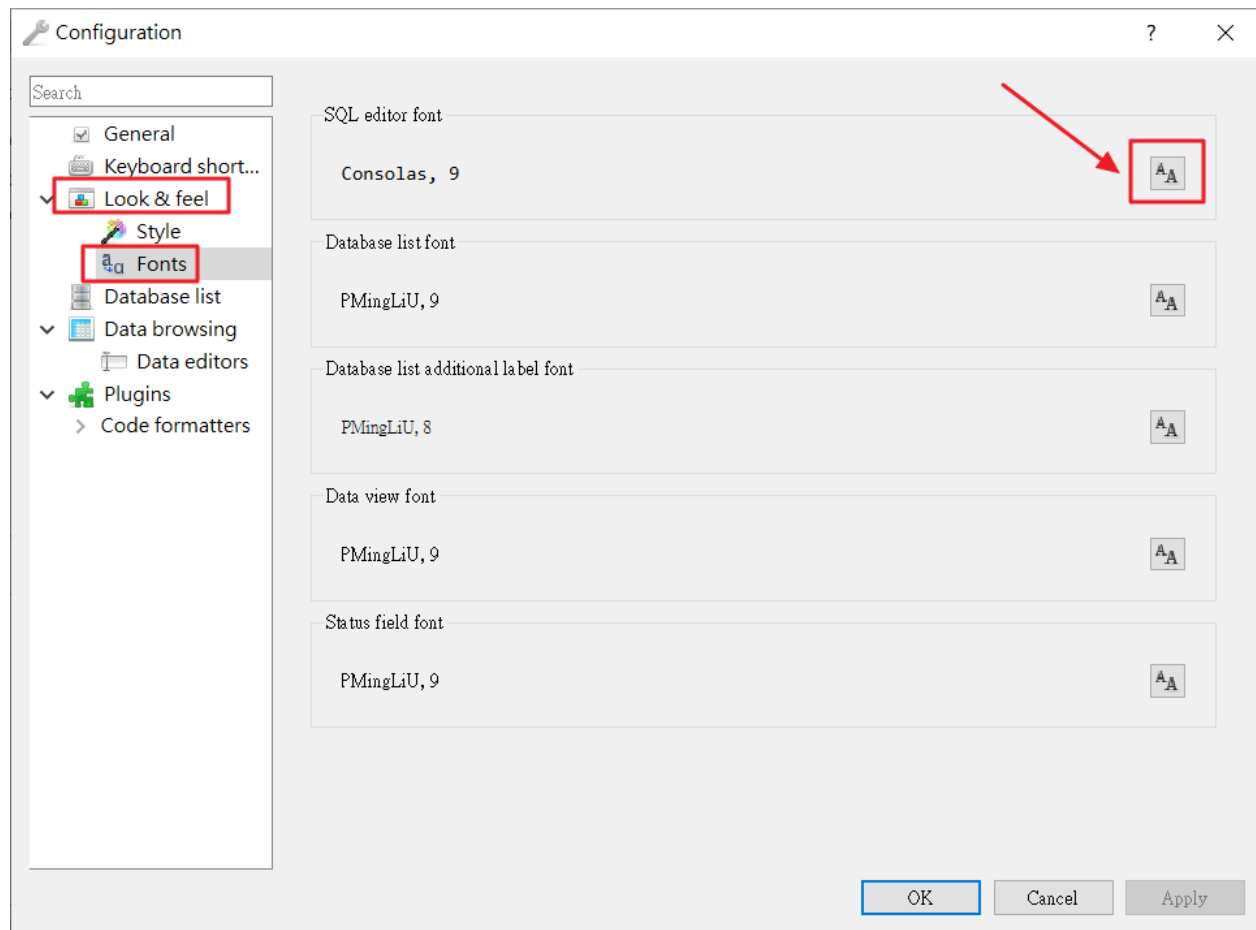 Configuration
?
Search
General
Keyboard short...
Look & feel
Style
Fonts
Database list
Data browsing
Data editors
Plugins
Code formatters
SQL editor font
Consolas, 9
Database list font
PMingLiU, 9
Database list additional label font
PMingLiU, 8
Data view font
PMingLiU, 9
Status field font
PMingLiU, 9
OK
Cancel
Apply